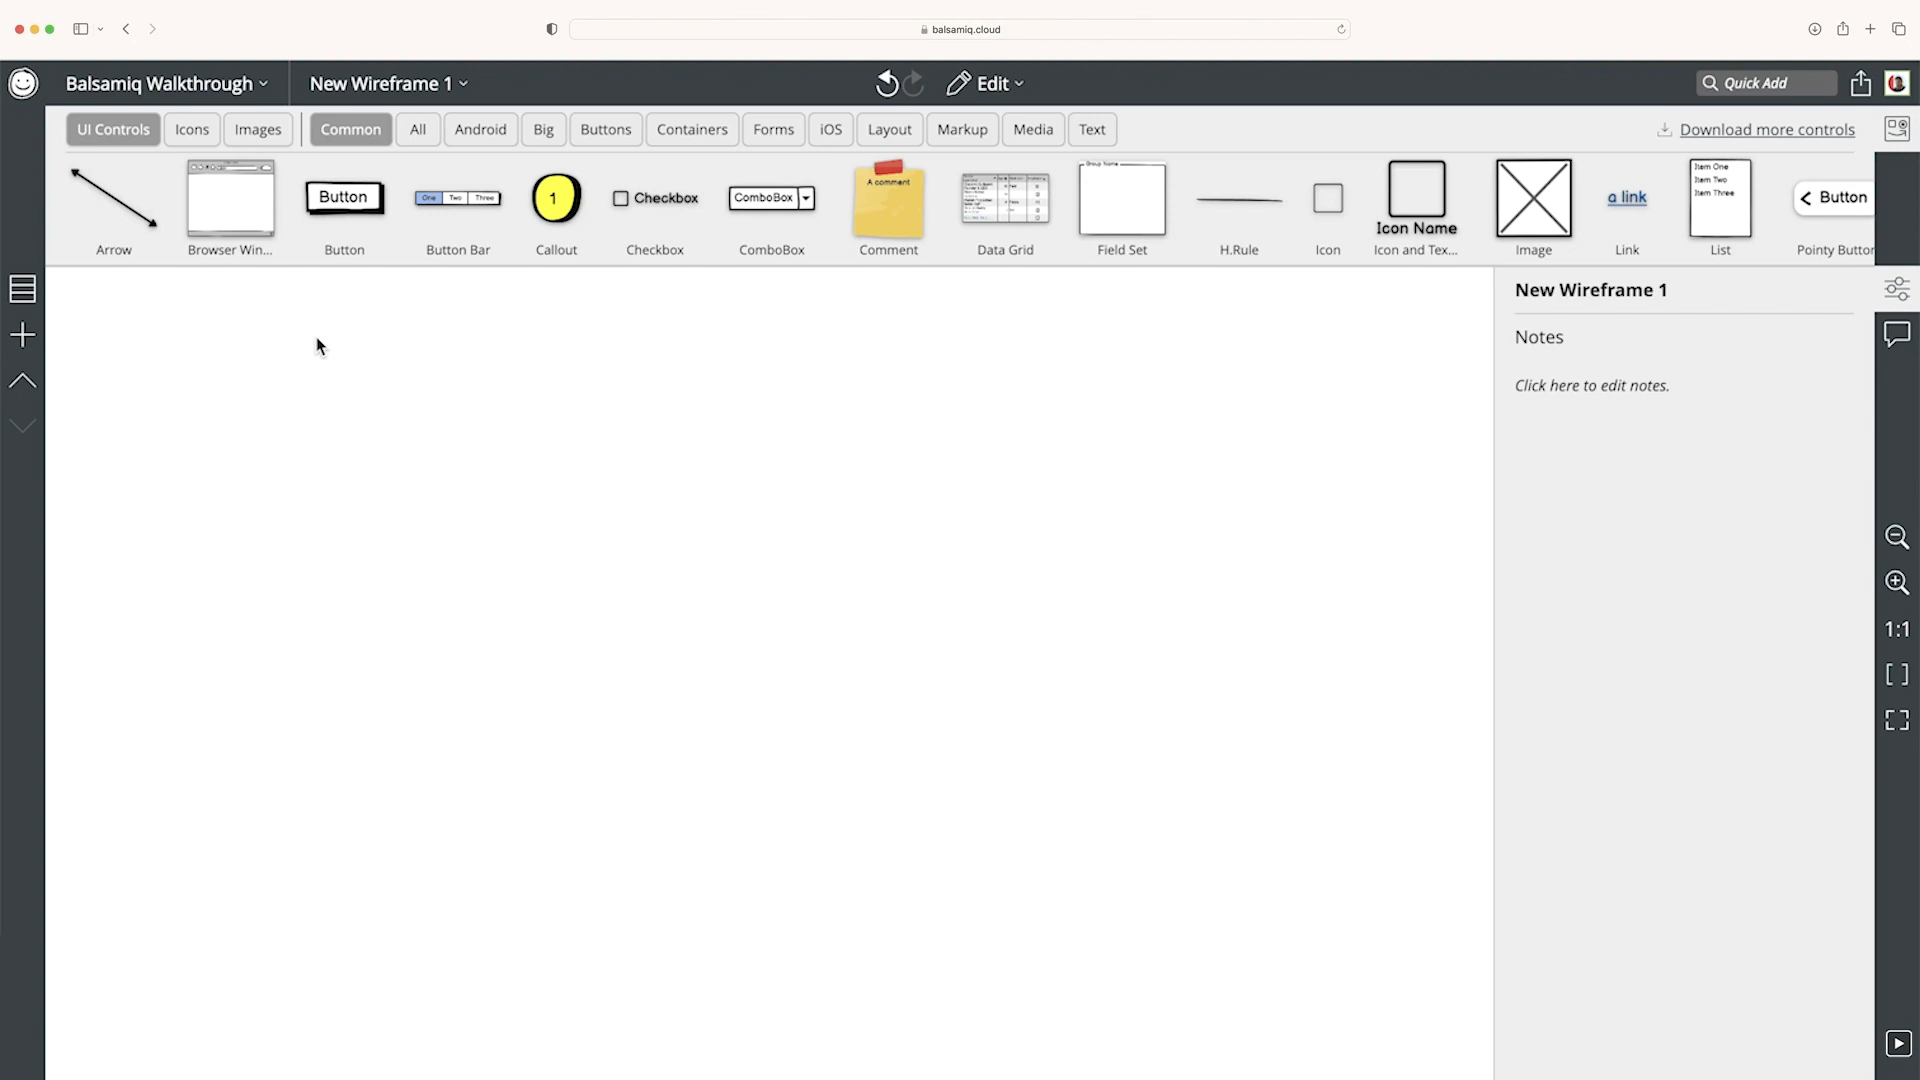 balsamiq.cloud
Balsamiq Walkthrough
New Wireframe 1
Edit
Quick Add
UI Controls
Icons
Images
Common
All
Android
Big
Buttons
Containers
Forms
iOS
Layout
Markup
Media
Text
Download more controls
Button
One Two Three
1
Checkbox
ComboBox
A comment
Group Name
Icon Name
a link
Item One
Item Two
Item Three
Button
Arrow
Browser Win...
Button
Button Bar
Callout
Checkbox
ComboBox
Comment
Data Grid
Field Set
H.Rule
Icon
Icon and Tex...
Image
Link
List
Pointy Button
New Wireframe 1
Notes
Click here to edit notes.
1:1